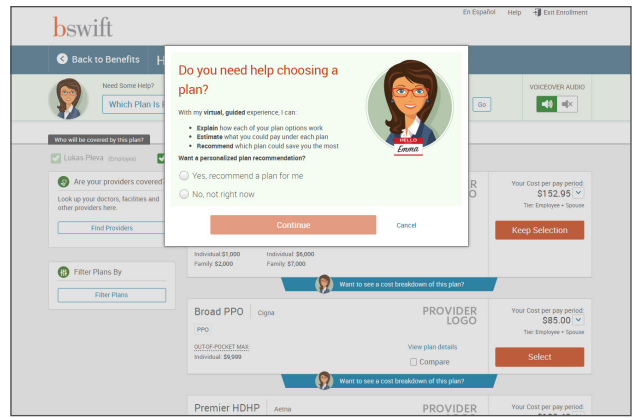 En Español Help Exit Enrollment
bswift
Back to Benefits H
Need Some Help?
Which Plan Is
Go
VOICEOVER AUDIO
Do you need help choosing a
plan?
With my virtual, guided experience, I can:
• Explain how each of your plan options work
• Estimate what you could pay under each plan
• Recommend which plan could save you the most
Want a personalized plan recommendation?
Yes, recommend a plan for me
No, not right now
HELLO
Emma
Continue
Cancel
Who will be covered by this plan?
Lukas Pleva (Employee)
Are your providers covered?
Look up your doctors, facilities and
other providers here.
Find Providers
Filter Plans By
Filter Plans
R
O
Your Cost per pay period:
$152.95
Tier: Employee + Spouse
Keep Selection
Individual: $1,000 Individual: $6,000
Family: $2,000 Family: $7,000
Want to see a cost breakdown of this plan?
Broad PPO Cigna
PPO
OUT-OF-POCKET MAX:
Individual: $9,999
PROVIDER
LOGO
View plan details
Compare
Your Cost per pay period:
$85.00
Tier: Employee + Spouse
Select
Want to see a cost breakdown of this plan?
Premier HDHP Aetna
PROVIDER
Your Cost per pay period: